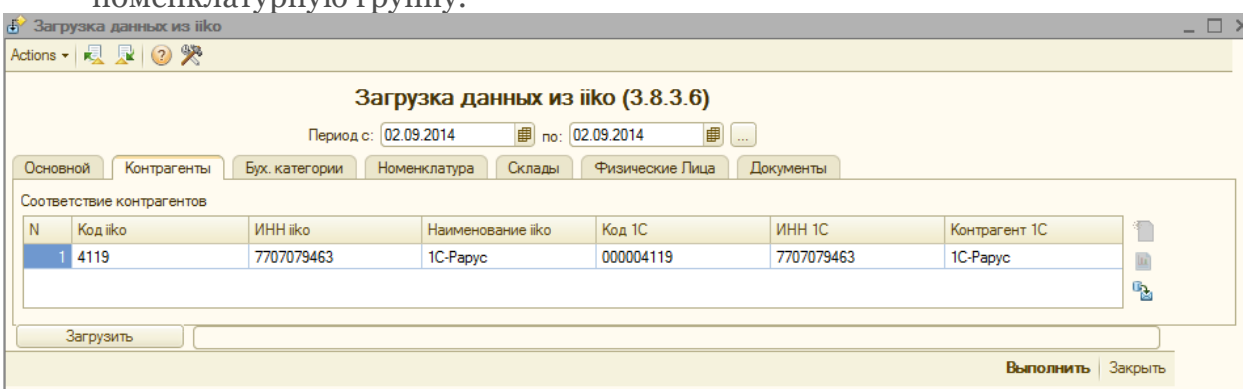 номенклатурную группу.
Загрузка данных из iiko
Actions
Загрузка данных из iiko (3.8.3.6)
Период с: 02.09.2014 по: 02.09.2014 ...
Основной Контрагенты Бух. категории Номенклатура Склады Физические Лица Документы
Соответствие контрагентов
N Код iiko ИНН iiko Наименование iiko Код 1С ИНН 1С Контрагент 1С
1 4119 7707079463 1С-Рарус 000004119 7707079463 1С-Рарус
Загрузить
Выполнить Закрыть